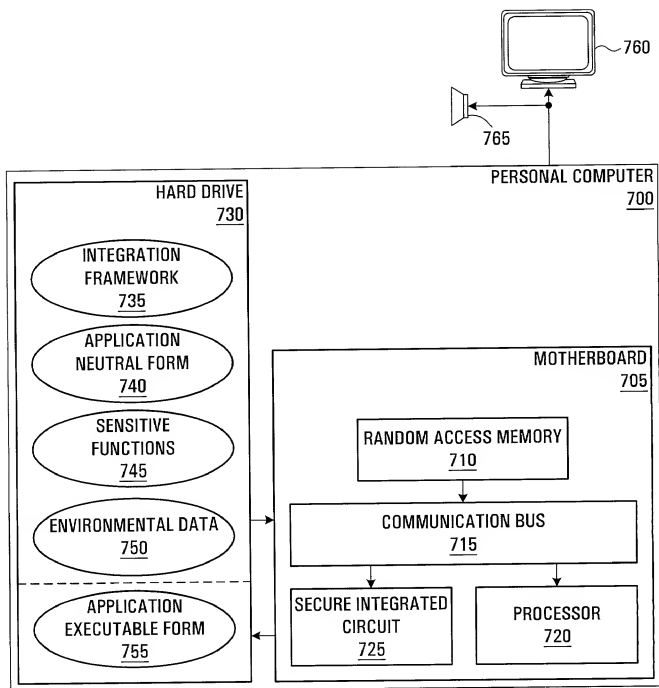 760
765
PERSONAL COMPUTER
700
HARD DRIVE
730
INTEGRATION
FRAMEWORK
735
APPLICATION
NEUTRAL FORM
740
SENSITIVE
FUNCTIONS
745
ENVIRONMENTAL DATA
750
APPLICATION
EXECUTABLE FORM
755
MOTHERBOARD
705
RANDOM ACCESS MEMORY
710
COMMUNICATION BUS
715
SECURE INTEGRATED
CIRCUIT
725
PROCESSOR
720